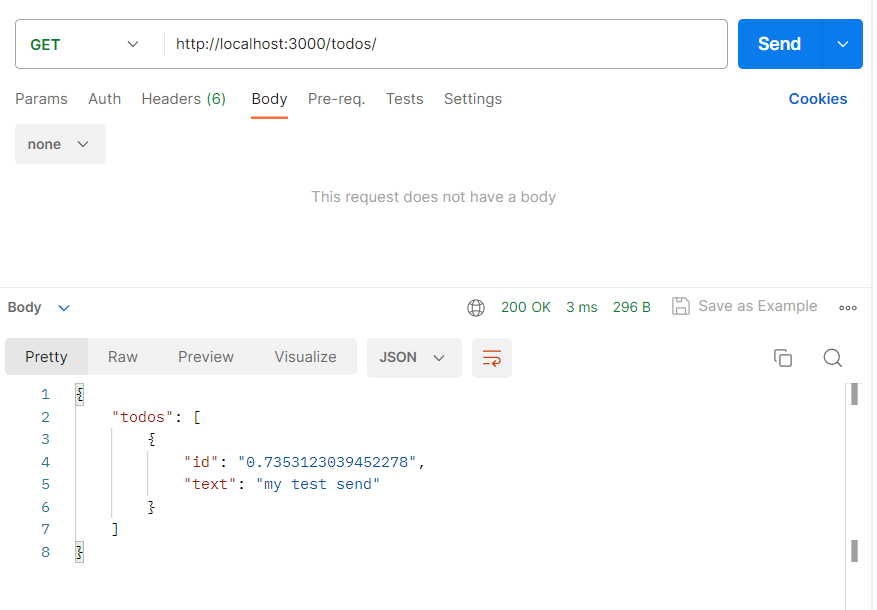 GET http://localhost:3000/todos/ Send
Params Auth Headers (6) Body Pre-req. Tests Settings Cookies
none
This request does not have a body
Body 200 OK 3 ms 296 B Save as Example
Pretty Raw Preview Visualize JSON
1 {
2 "todos": [
3 {
4 "id": "0.7353123039452278",
5 "text": "my test send"
6 }
7 ]
8 }